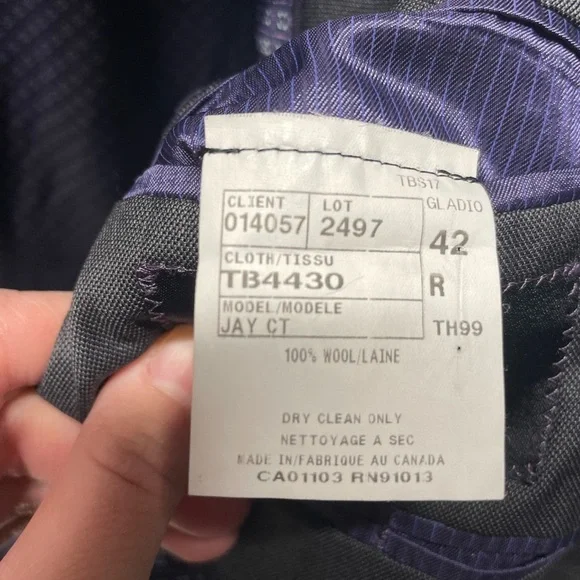 TBS17
CLIENT LOT GLADIO
014057 2497 42
CLOTH/TISSU
TB4430 R
MODEL/MODELE
JAY CT TH99
100% WOOL/LAINE
DRY CLEAN ONLY
NETTOYAGE A SEC
MADE IN/FABRIQUE AU CANADA
CA01103 RN91013